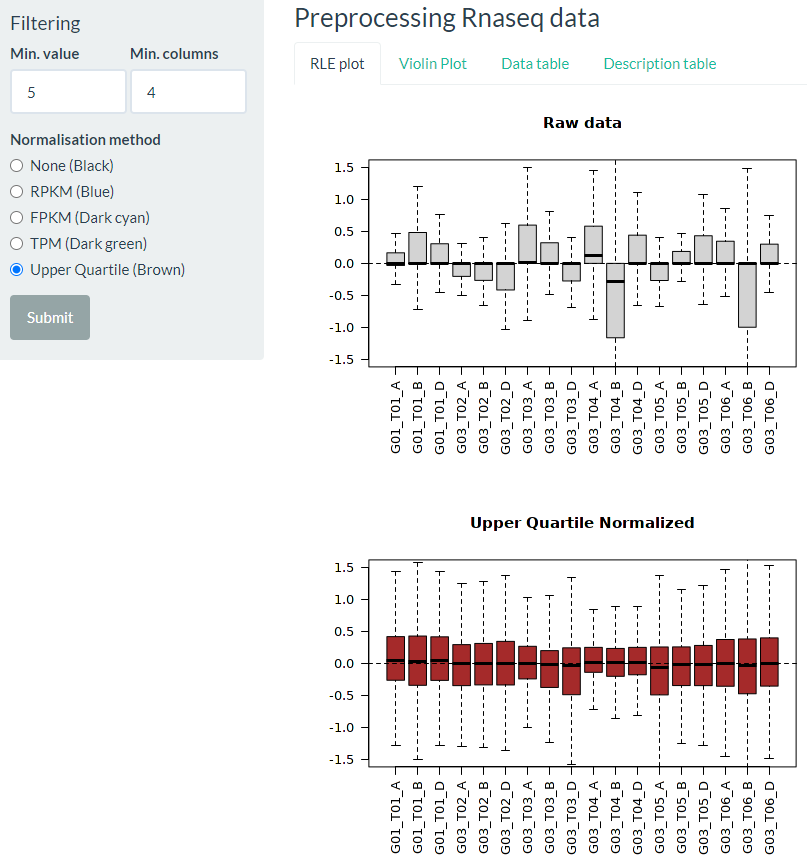 Filtering
Min. value Min. columns
5 4
Normalisation method
None (Black)
RPKM (Blue)
FPKM (Dark cyan)
TPM (Dark green)
Upper Quartile (Brown)
Submit
Preprocessing Rnaseq data
RLE plot Violin Plot Data table Description table
Raw data
1.5
1.0
0.5
0.0
-0.5
-1.0
-1.5
G01_T01_A G01_T01_B G01_T01_D G03_T02_A G03_T02_B G03_T02_D G03_T03_A G03_T03_B G03_T03_D G03_T04_A G03_T04_B G03_T04_D G03_T05_A G03_T05_B G03_T05_D G03_T06_A G03_T06_B G03_T06_D
Upper Quartile Normalized
1.5
1.0
0.5
0.0
-0.5
-1.0
-1.5
G01_T01_A G01_T01_B G01_T01_D G03_T02_A G03_T02_B G03_T02_D G03_T03_A G03_T03_B G03_T03_D G03_T04_A G03_T04_B G03_T04_D G03_T05_A G03_T05_B G03_T05_D G03_T06_A G03_T06_B G03_T06_D